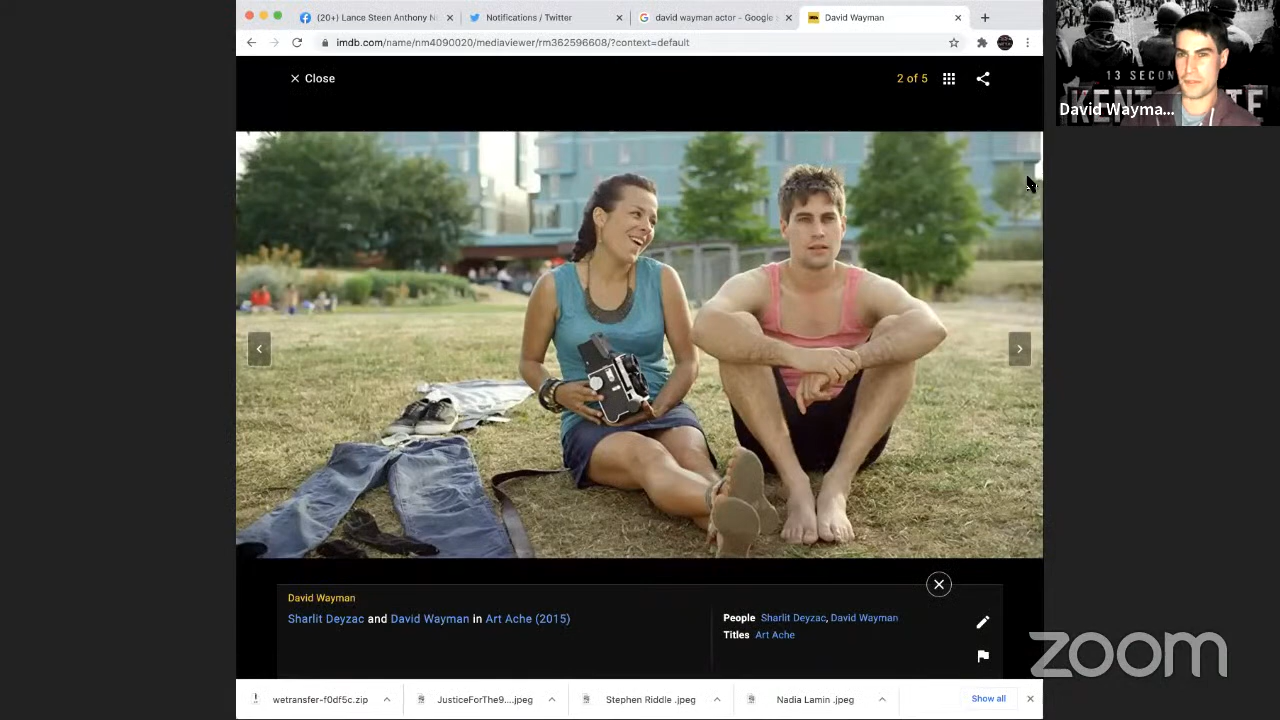 (20+) Lance Steen Anthony N
Notifications / Twitter
david wayman actor - Google
David Wayman
imdb.com/name/nm4090020/mediaviewer/rm362596608/?context=default
Close
2 of 5
13 SECON
KENT
TE
David Wayma...
David Wayman
Sharlit Deyzac and David Wayman in Art Ache (2015)
People Sharlit Deyzac, David Wayman
Titles Art Ache
zoom
wetransfer-f0df5c.zip
JusticeForThe9....jpeg
Stephen Riddle .jpeg
Nadia Lamin .jpeg
Show all